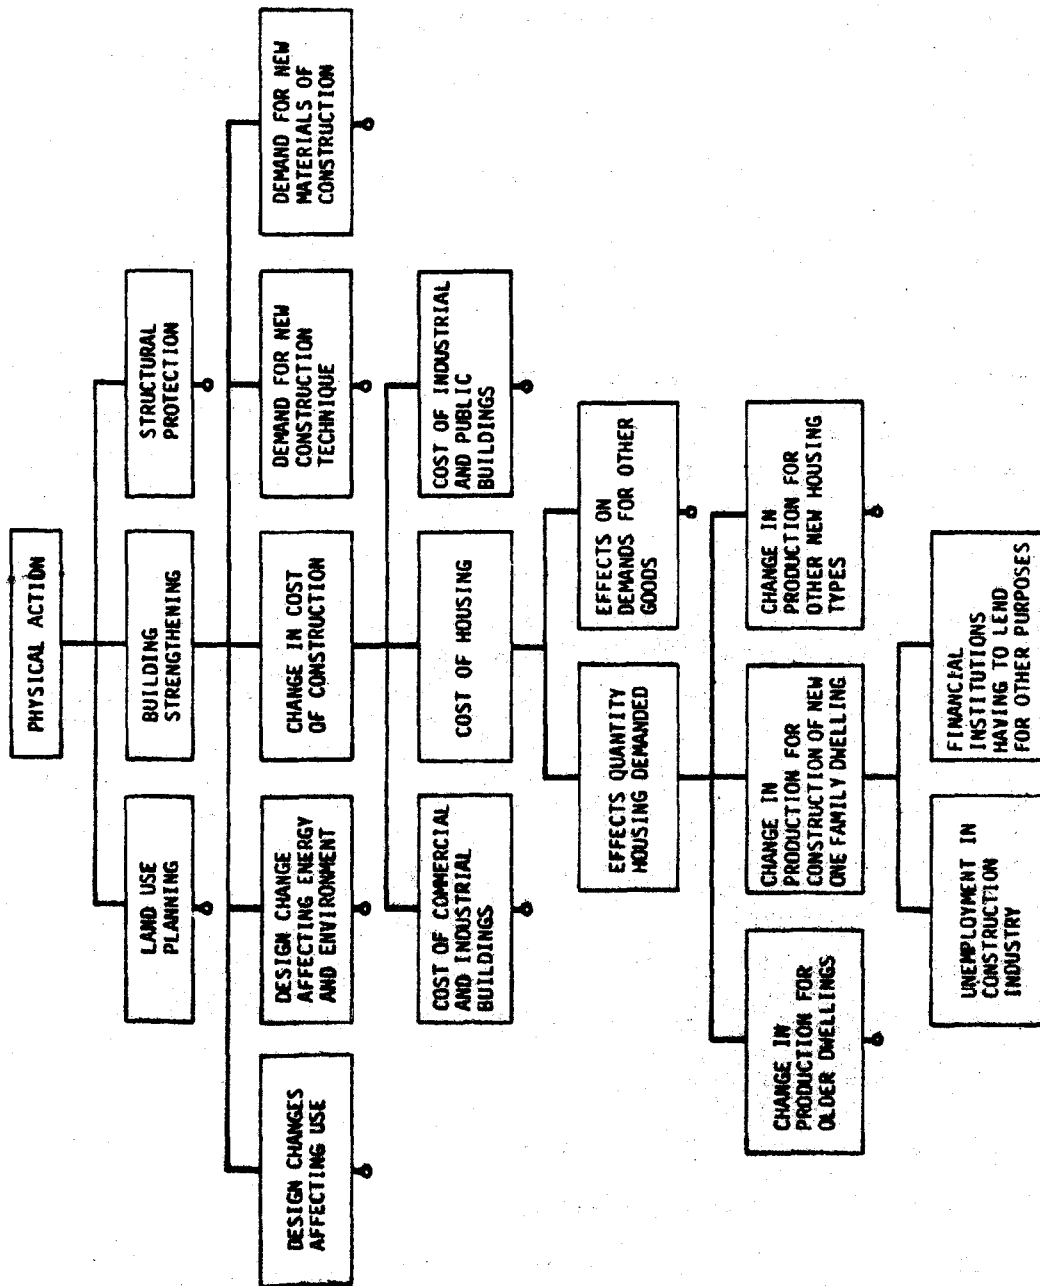 PHYSICAL ACTION
LAND USE
PLANNING
BUILDING
STRENGTHENING
STRUCTURAL
PROTECTION
DESIGN CHANGES
AFFECTING USE
DESIGN CHANGE
AFFECTING ENERGY
AND ENVIRONMENT
CHANGE IN COST
OF CONSTRUCTION
DEMAND FOR NEW
CONSTRUCTION
TECHNIQUE
DEMAND FOR NEW
MATERIALS OF
CONSTRUCTION
COST OF COMMERCIAL
AND INDUSTRIAL
BUILDINGS
COST OF HOUSING
COST OF INDUSTRIAL
AND PUBLIC
BUILDINGS
EFFECTS QUANTITY
HOUSING DEMANDED
EFFECTS ON
DEMANDS FOR OTHER
GOODS
CHANGE IN
PRODUCTION FOR
OLDER DWELLINGS
CHANGE IN
PRODUCTION FOR
CONSTRUCTION OF NEW
ONE FAMILY DWELLING
CHANGE IN
PRODUCTION FOR
OTHER NEW HOUSING
TYPES
UNEMPLOYMENT IN
CONSTRUCTION
INDUSTRY
FINANCIAL
INSTITUTIONS
HAVING TO LEND
FOR OTHER PURPOSES